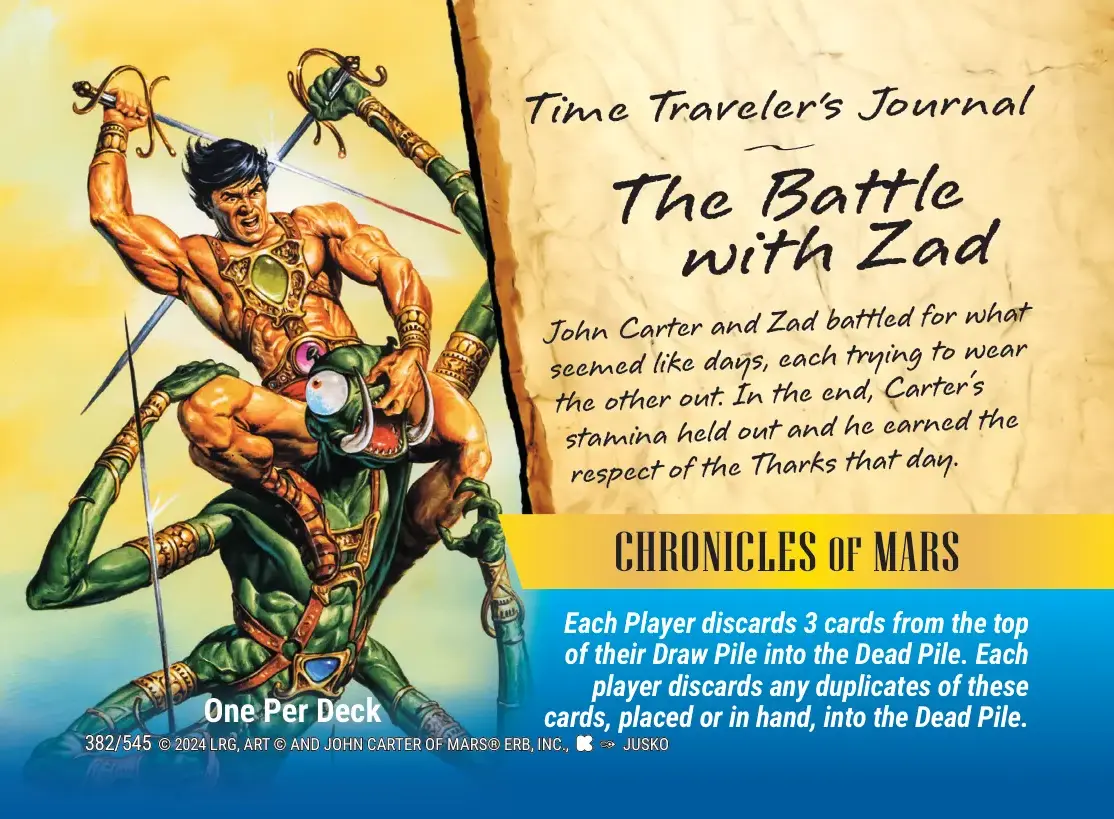 Time Traveler's Journal
The Battle
with Zad
John Carter and Zad battled for what
seemed like days, each trying to wear
the other out. In the end, Carter's
stamina held out and he earned the
respect of the Tharks that day.
CHRONICLES OF MARS
Each Player discards 3 cards from the top
of their Draw Pile into the Dead Pile. Each
player discards any duplicates of these
cards, placed or in hand, into the Dead Pile.
One Per Deck
382/545 © 2024 LRG, ART © AND JOHN CARTER OF MARS® ERB, INC., JUSKO